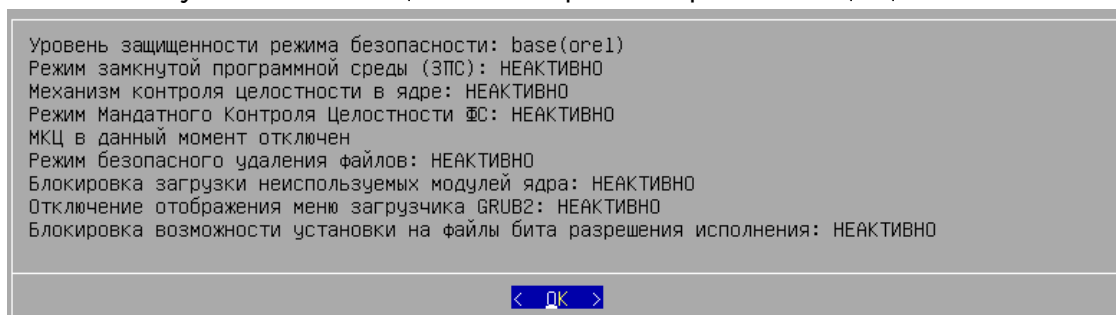 Уровень защищенности режима безопасности: base(orel)
Режим замкнутой программной среды (ЗПС): НЕАКТИВНО
Механизм контроля целостности в ядре: НЕАКТИВНО
Режим Мандатного Контроля Целостности ФС: НЕАКТИВНО
МКЦ в данный момент отключен
Режим безопасного удаления файлов: НЕАКТИВНО
Блокировка загрузки неиспользуемых модулей ядра: НЕАКТИВНО
Отключение отображения меню загрузчика GRUB2: НЕАКТИВНО
Блокировка возможности установки на файлы бита разрешения исполнения: НЕАКТИВНО
< OK >